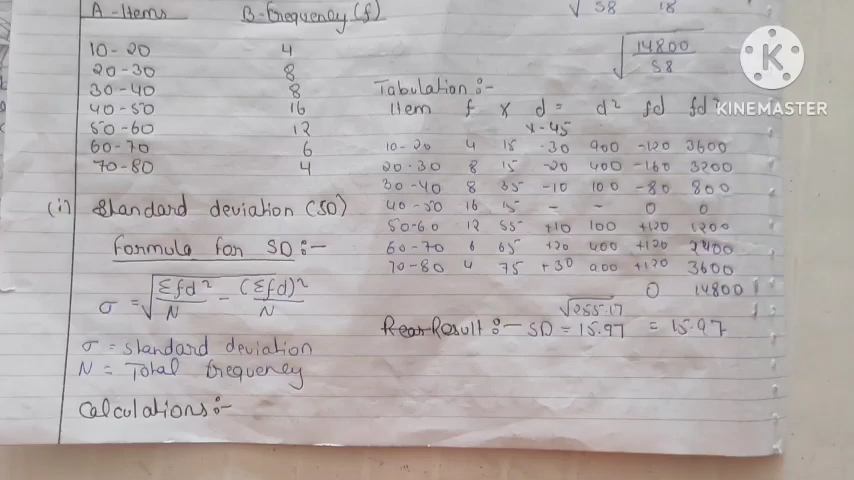 A-Items B-Frequency (f)
10-20 4
20-30 8
30-40 8
40-50 16
50-60 12
60-70 6
70-80 4
(i) Standard deviation (SD)
Formula for SD:-
σ = √ Σfd²/N - (Σfd)²/N
σ = standard deviation
N = Total frequency
Calculations:-
√ 58 18
√ 14800/58
KINEMASTER
Tabulation:-
Item f x d = d² fd fd²
x-45
10-20 4 15 -30 900 -120 3600
20-30 8 15 -20 400 -160 3200
30-40 8 35 -10 100 -80 800
40-50 16 15 - - 0 0
50-60 12 55 +10 100 +120 1200
60-70 6 65 +20 400 +120 2400
70-80 4 75 +30 900 +120 3600
0 14800
√255.17
Result:- SD = 15.97 = 15.97